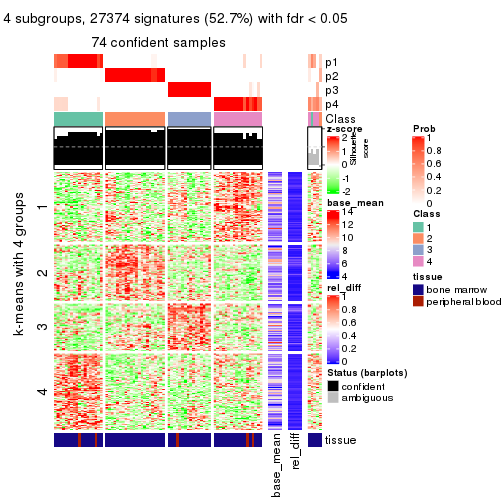 4 subgroups, 27374 signatures (52.7%) with fdr < 0.05
74 confident samples
p1
p2
p3
p4
Class
Silhouette score
k-means with 4 groups
1
2
3
4
base_mean
rel_diff
tissue
z-score
2
1
0
-1
-2
base_mean
14
12
10
8
6
4
rel_diff
1
0.8
0.6
0.4
0.2
0
Status (barplots)
confident
ambiguous
Prob
1
0.8
0.6
0.4
0.2
0
Class
1
2
3
4
tissue
bone marrow
peripheral blood